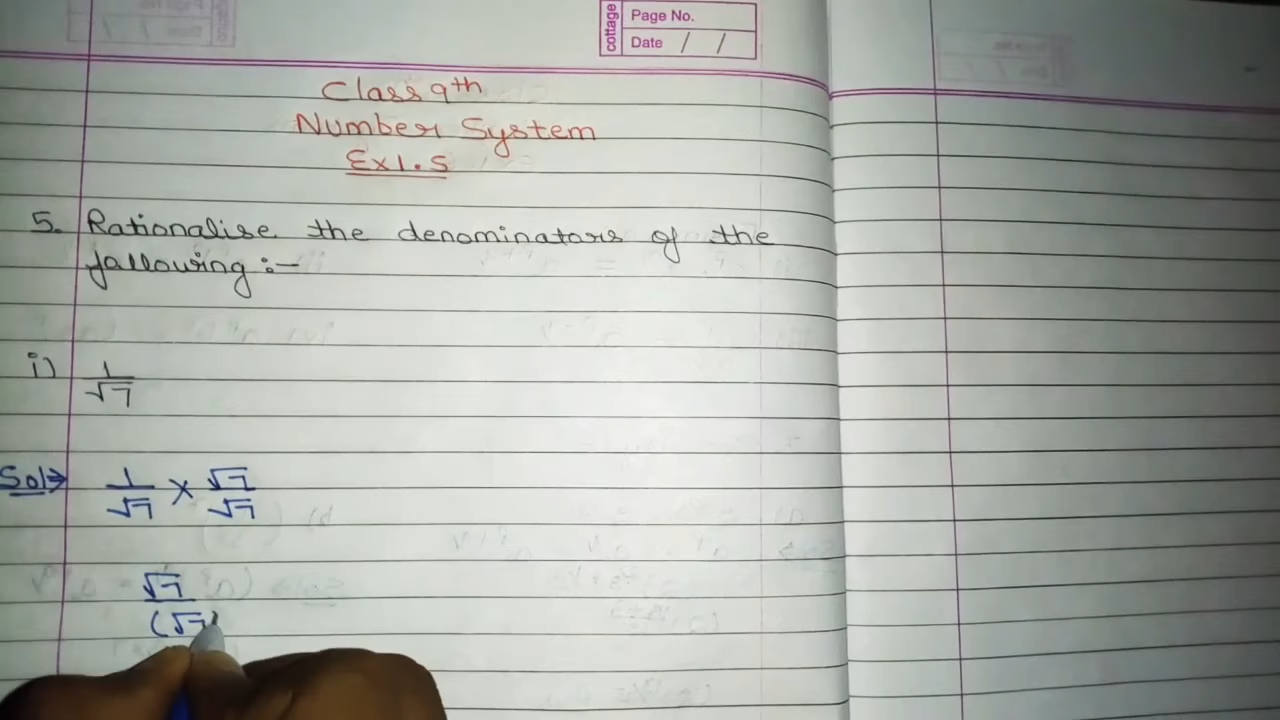 cottage
Page No.
Date / /
Class 9th
Number System
Ex1.5
5. Rationalise the denominators of the
fallowing :-
i) 1/√7
Sol⇒ 1/√7 × √7/√7
√7/(√7)